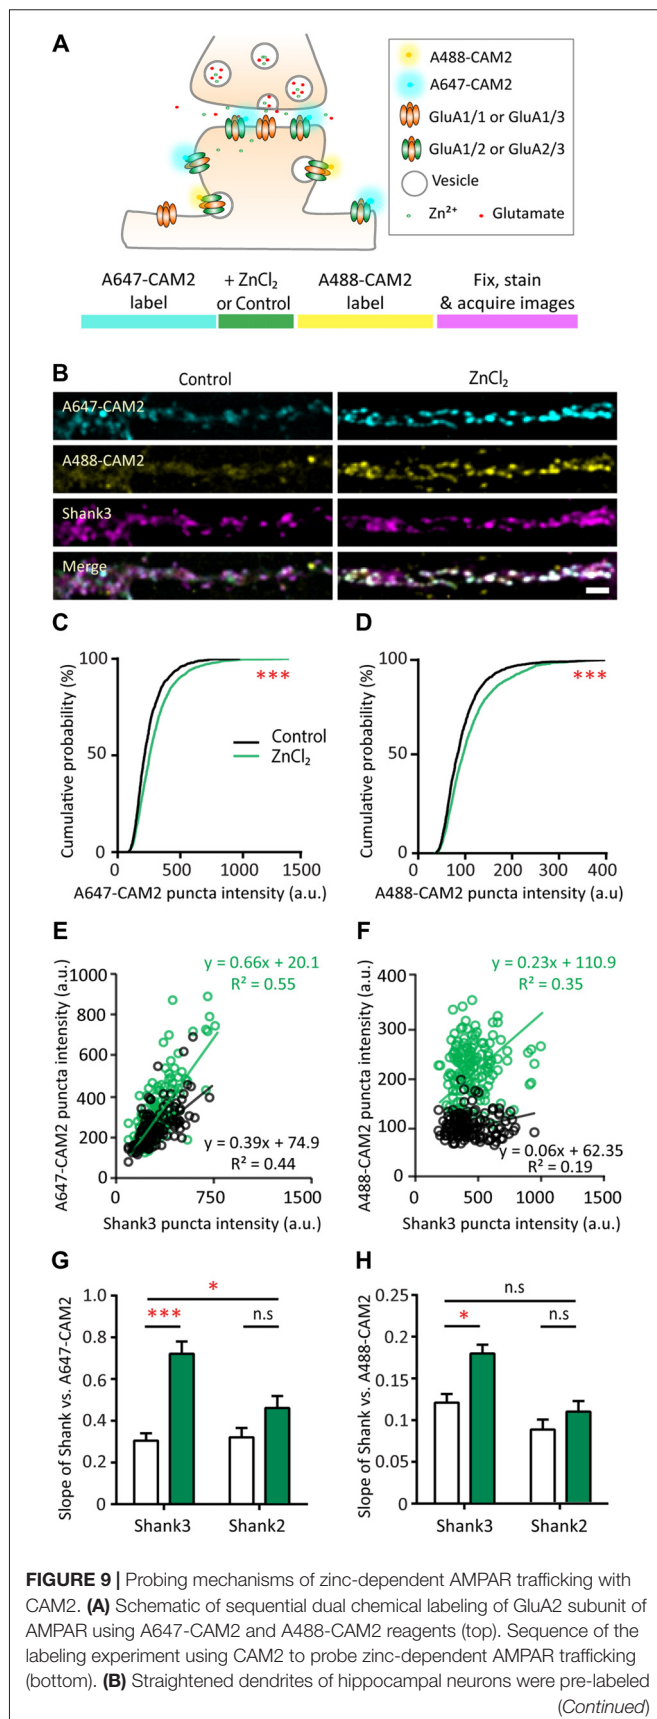 A
A488-CAM2
A647-CAM2
GluA1/1 or GluA1/3
GluA1/2 or GluA2/3
Vesicle
Zn²⁺ Glutamate
A647-CAM2 label
+ ZnCl₂ or Control
A488-CAM2 label
Fix, stain & acquire images
B
Control
ZnCl₂
A647-CAM2
A488-CAM2
Shank3
Merge
C
Cumulative probability (%)
100
50
0
0 500 1000 1500
A647-CAM2 puncta intensity (a.u.)
***
Control
ZnCl₂
D
Cumulative probability (%)
100
50
0
0 100 200 300 400
A488-CAM2 puncta intensity (a.u)
***
E
A647-CAM2 puncta intensity (a.u.)
1000
800
600
400
200
0
0 750 1500
Shank3 puncta intensity (a.u.)
y = 0.66x + 20.1
R² = 0.55
y = 0.39x + 74.9
R² = 0.44
F
A488-CAM2 puncta intensity (a.u.)
400
300
200
100
0
0 500 1000 1500
Shank3 puncta intensity (a.u.)
y = 0.23x + 110.9
R² = 0.35
y = 0.06x + 62.35
R² = 0.19
G
Slope of Shank vs. A647-CAM2
1.0
0.8
0.6
0.4
0.2
0
*
***
n.s
Shank3 Shank2
H
Slope of Shank vs. A488-CAM2
0.25
0.2
0.15
0.1
0.05
0
n.s
*
n.s
Shank3 Shank2
FIGURE 9 | Probing mechanisms of zinc-dependent AMPAR trafficking with
CAM2. (A) Schematic of sequential dual chemical labeling of GluA2 subunit of
AMPAR using A647-CAM2 and A488-CAM2 reagents (top). Sequence of the
labeling experiment using CAM2 to probe zinc-dependent AMPAR trafficking
(bottom). (B) Straightened dendrites of hippocampal neurons were pre-labeled
(Continued)